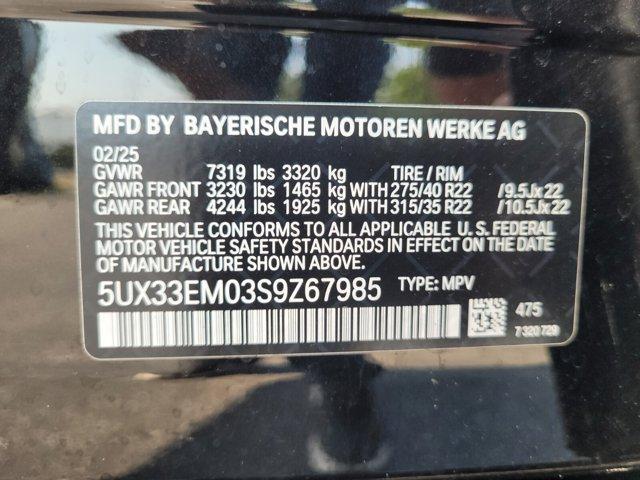 MFD BY BAYERISCHE MOTOREN WERKE AG
02/25
GVWR 7319 lbs 3320 kg TIRE / RIM
GAWR FRONT 3230 lbs 1465 kg WITH 275/40 R22 / 9.5Jx22
GAWR REAR 4244 lbs 1925 kg WITH 315/35 R22 / 10.5Jx22
THIS VEHICLE CONFORMS TO ALL APPLICABLE U. S. FEDERAL
MOTOR VEHICLE SAFETY STANDARDS IN EFFECT ON THE DATE
OF MANUFACTURE SHOWN ABOVE.
5UX33EM03S9Z67985 TYPE: MPV
475
7 320 729